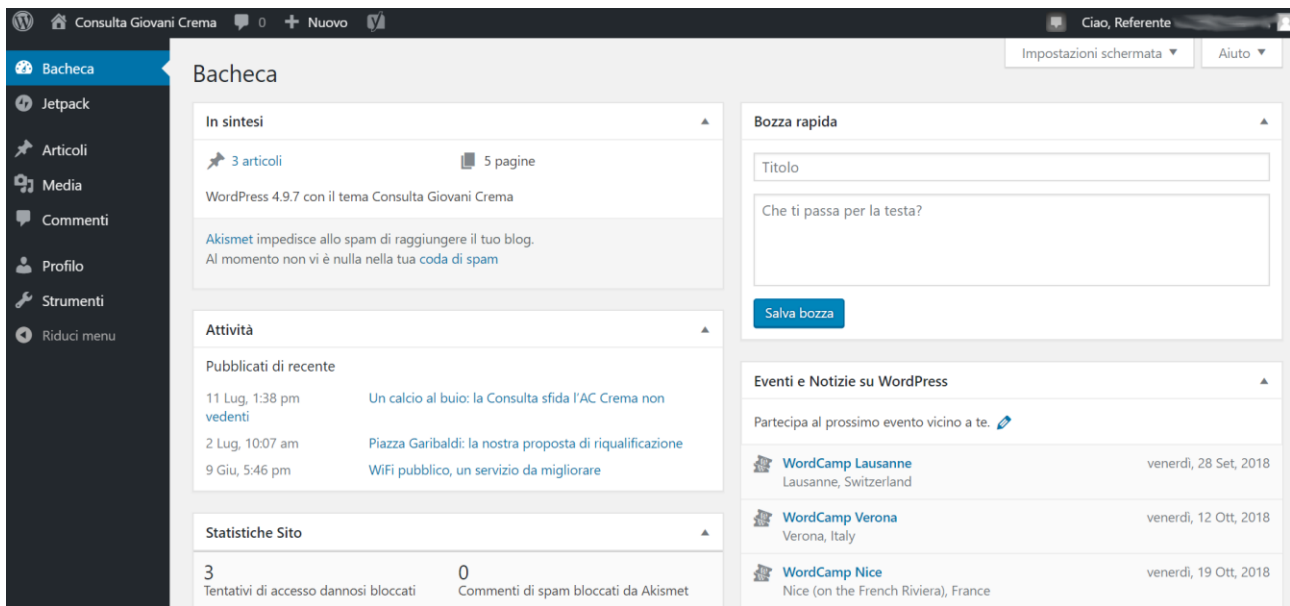 Consulta Giovani Crema 0 Nuovo
Ciao, Referente
Bacheca
Jetpack
Articoli
Media
Commenti
Profilo
Strumenti
Riduci menu
Impostazioni schermata ▼
Aiuto ▼
Bacheca
In sintesi
3 articoli
5 pagine
WordPress 4.9.7 con il tema Consulta Giovani Crema
Akismet impedisce allo spam di raggiungere il tuo blog.
Al momento non vi è nulla nella tua coda di spam
Attività
Pubblicati di recente
11 Lug, 1:38 pm Un calcio al buio: la Consulta sfida l’AC Crema non
vedenti
2 Lug, 10:07 am Piazza Garibaldi: la nostra proposta di riqualificazione
9 Giu, 5:46 pm WiFi pubblico, un servizio da migliorare
Statistiche Sito
3 0
Tentativi di accesso dannosi bloccati Commenti di spam bloccati da Akismet
Bozza rapida
Titolo
Che ti passa per la testa?
Salva bozza
Eventi e Notizie su WordPress
Partecipa al prossimo evento vicino a te.
WordCamp Lausanne venerdì, 28 Set, 2018
Lausanne, Switzerland
WordCamp Verona venerdì, 12 Ott, 2018
Verona, Italy
WordCamp Nice venerdì, 19 Ott, 2018
Nice (on the French Riviera), France